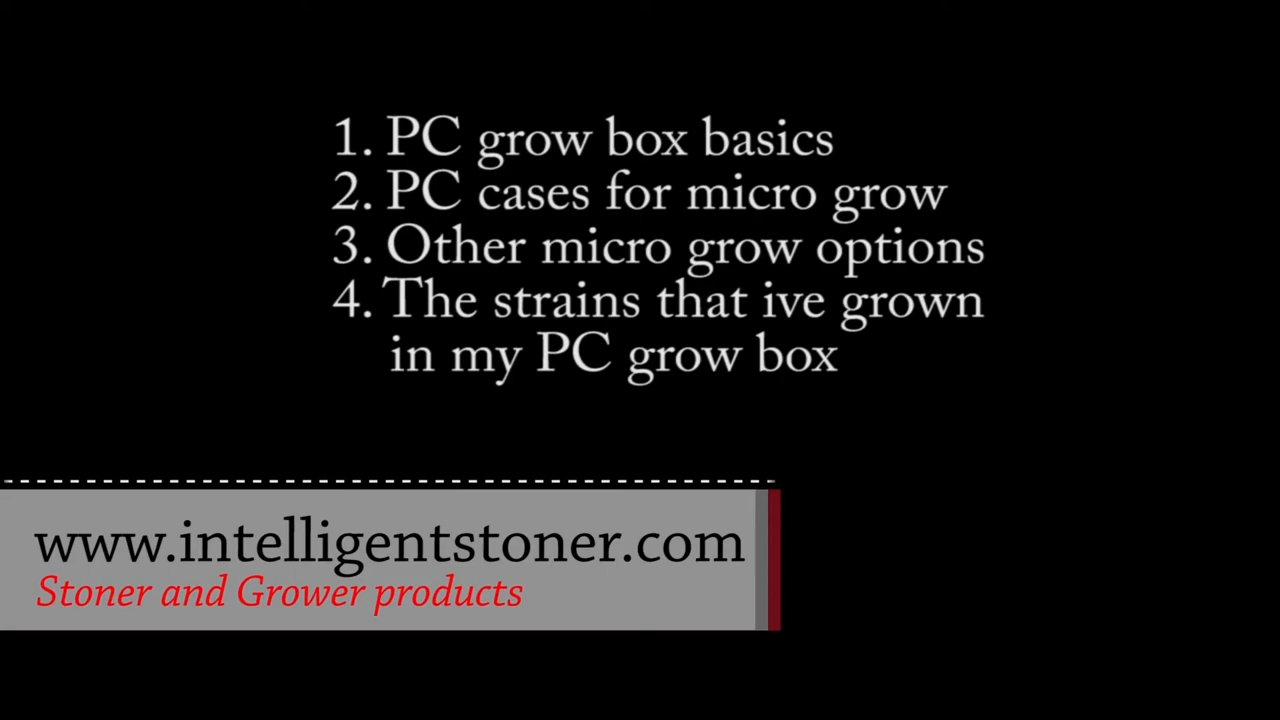 1. PC grow box basics
2. PC cases for micro grow
3. Other micro grow options
4. The strains that ive grown
in my PC grow box
www.intelligentstoner.com
Stoner and Grower products